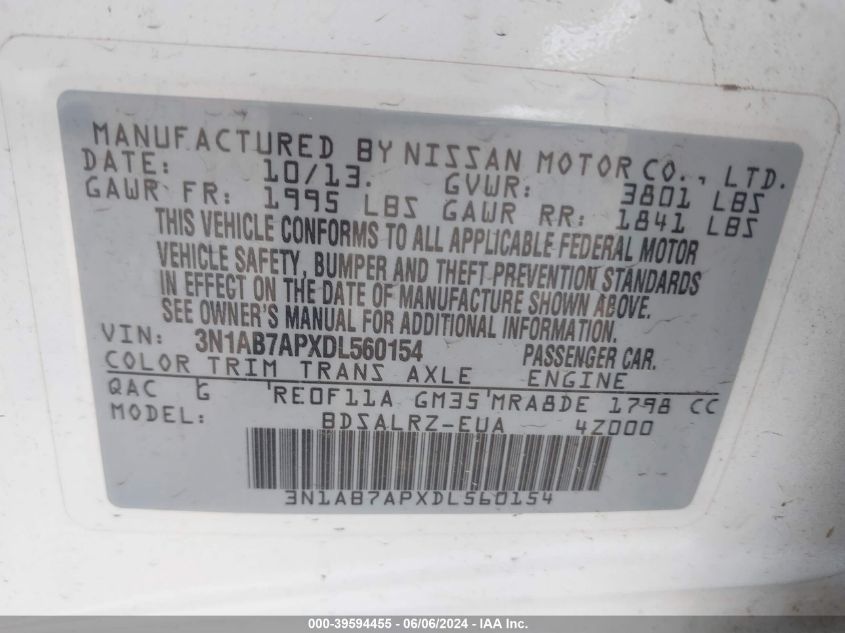 MANUFACTURED BY NISSAN MOTOR CO., LTD.
DATE: 10/13. GVWR: 3801 LBS
GAWR FR: 1995 LBS GAWR RR: 1841 LBS
THIS VEHICLE CONFORMS TO ALL APPLICABLE FEDERAL MOTOR
VEHICLE SAFETY, BUMPER AND THEFT PREVENTION STANDARDS
IN EFFECT ON THE DATE OF MANUFACTURE SHOWN ABOVE.
SEE OWNER'S MANUAL FOR ADDITIONAL INFORMATION.
VIN: 3N1AB7APXDL560154 PASSENGER CAR.
COLOR TRIM TRANS AXLE ENGINE
QAC G RE0F11A GM35 MRA8DE 1798 CC
MODEL: BDSALRZ-EUA 4Z000
3N1AB7APXDL560154
000-39594455 - 06/06/2024 - IAA Inc.